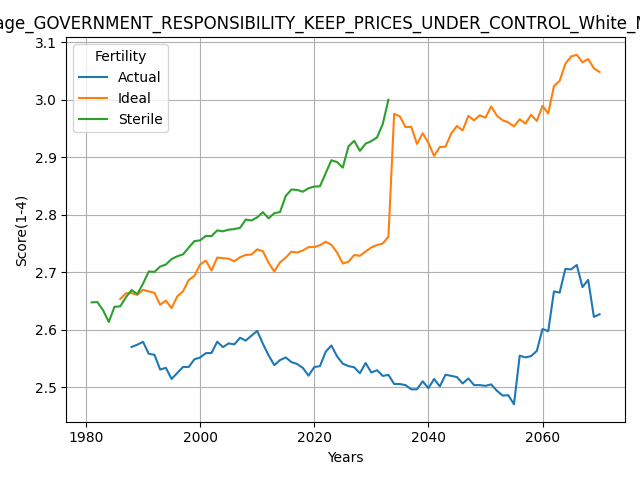 age_GOVERNMENT_RESPONSIBILITY_KEEP_PRICES_UNDER_CONTROL_White_
Fertility
Actual
Ideal
Sterile
3.1
3.0
2.9
2.8
2.7
2.6
2.5
Score(1-4)
1980
2000
2020
2040
2060
Years